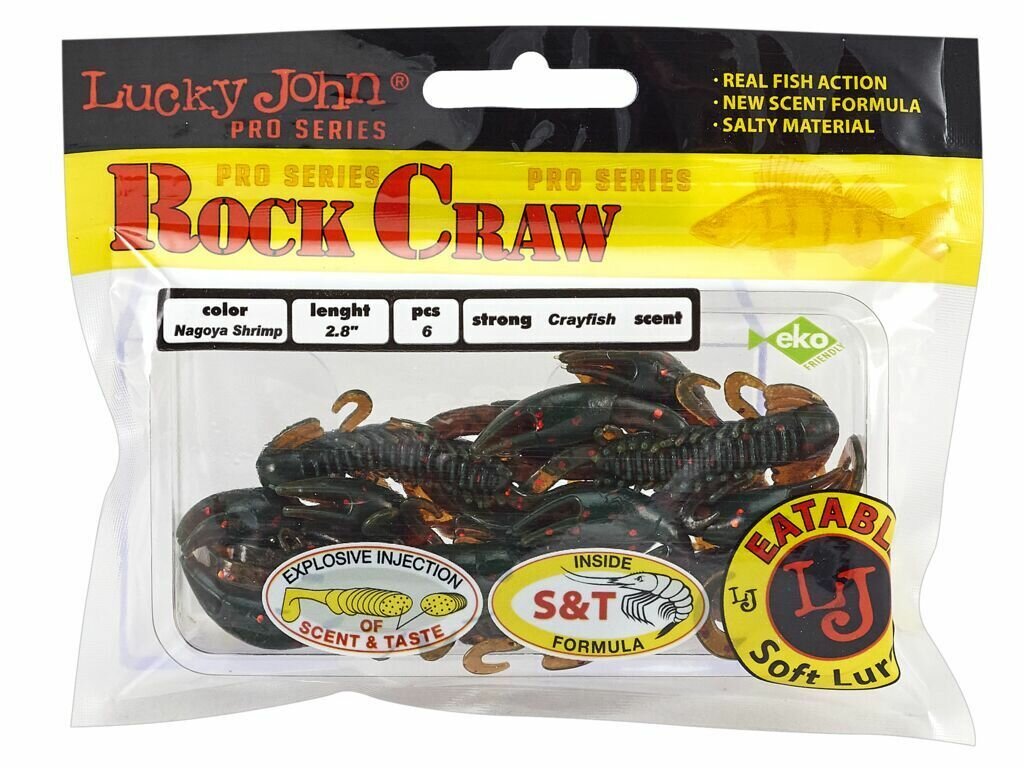 Lucky John®
PRO SERIES
· REAL FISH ACTION
· NEW SCENT FORMULA
· SALTY MATERIAL
PRO SERIES PRO SERIES
ROCK CRAW
color lenght pcs strong Crayfish scent
Nagoya Shrimp 2.8" 6
eko
FRIENDLY
EXPLOSIVE INJECTION
OF
SCENT & TASTE
INSIDE
S&T
FORMULA
EATABL
LJ
LJ
Soft Lur